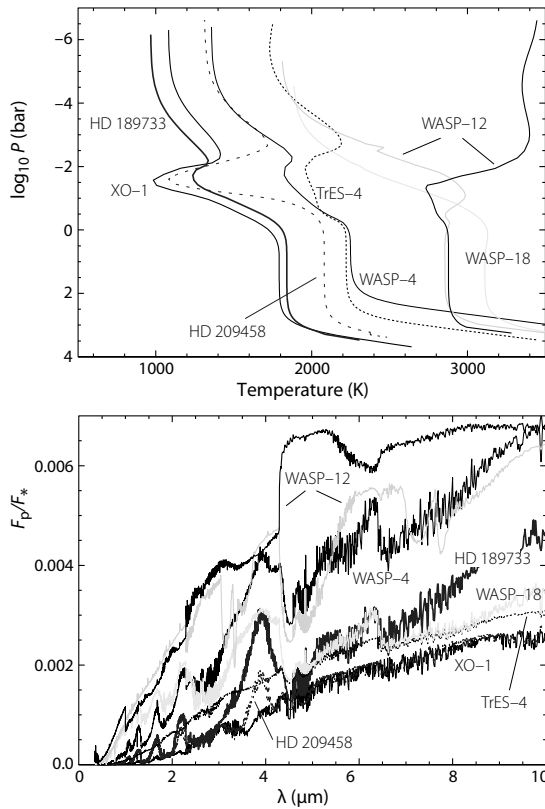 −6
−4
−2
0
2
4
log₁₀ P (bar)
HD 189733
WASP–12
XO–1
TrES–4
WASP–18
WASP–4
HD 209458
1000
2000
3000
Temperature (K)
0.006
0.004
0.002
0.0
Fp/F*
WASP–12
HD 189733
WASP–4
WASP–18
XO–1
TrES–4
HD 209458
0
2
4
6
8
10
λ (μm)